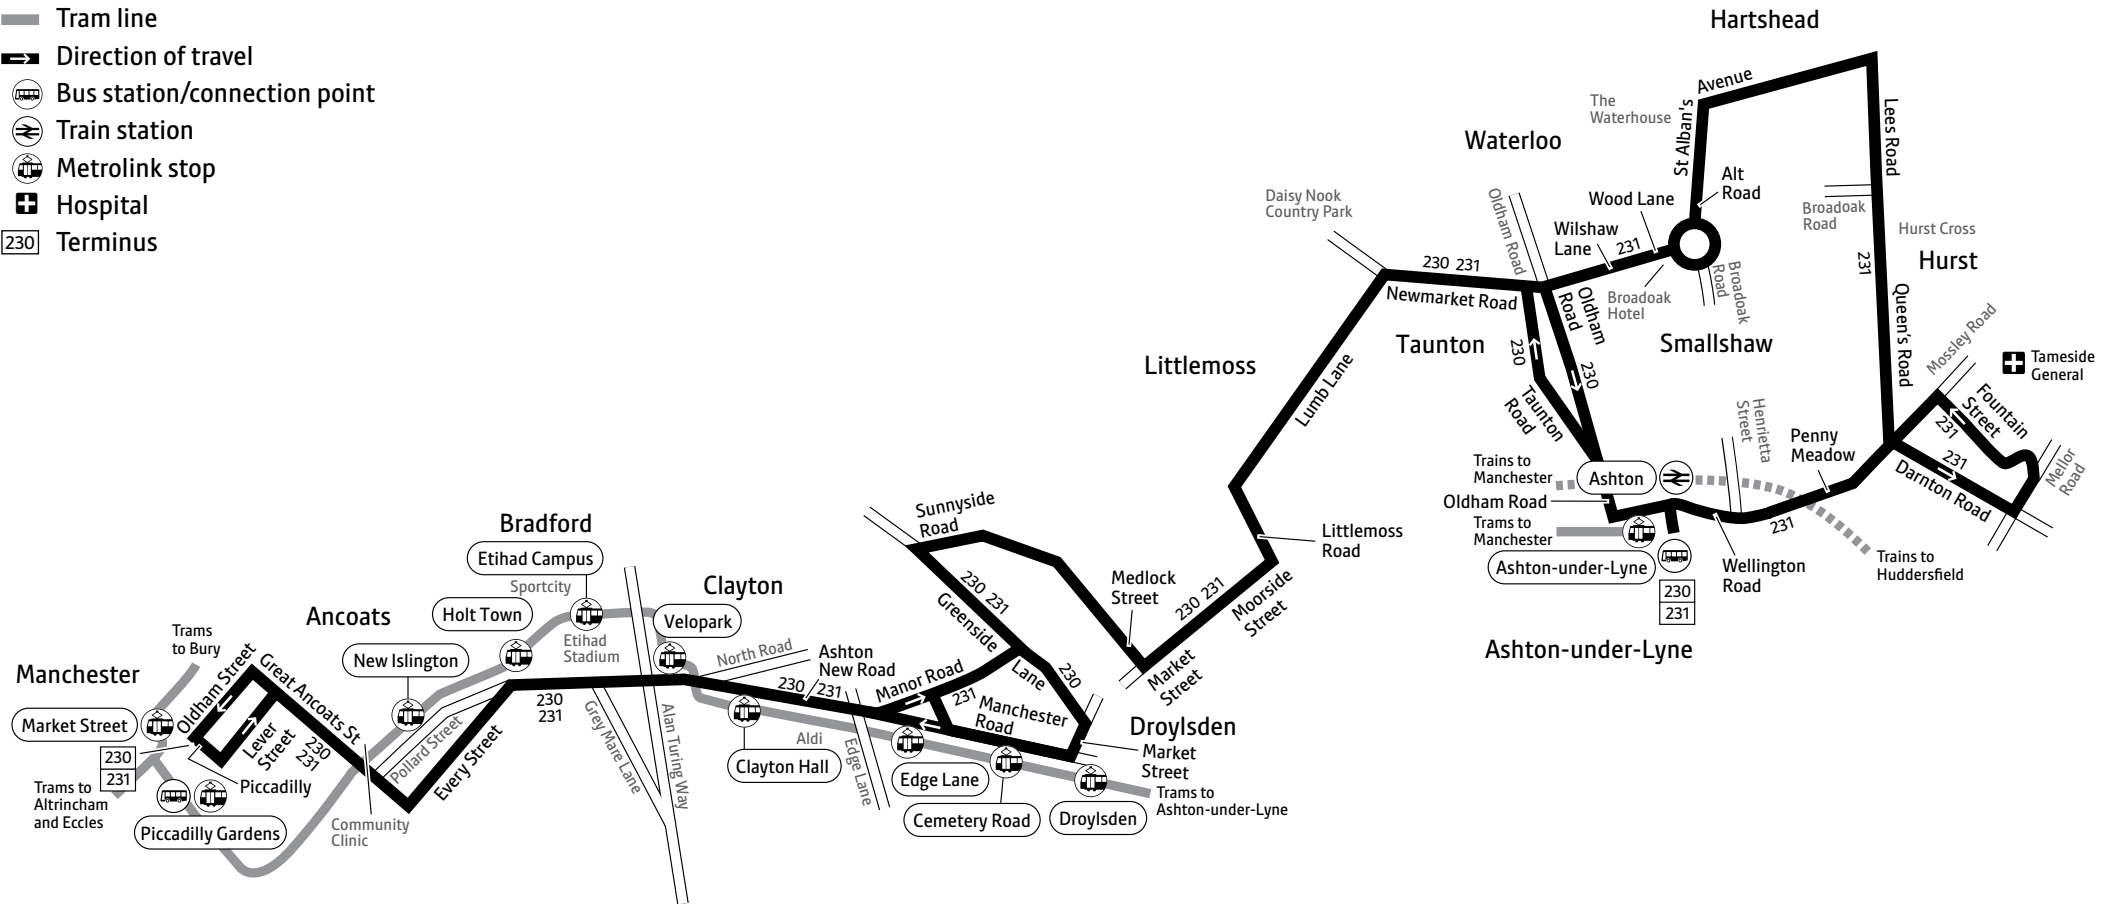 Tram line
Direction of travel
Bus station/connection point
Train station
Metrolink stop
Hospital
230 Terminus
Hartshead
Avenue
St Alban's
The
Waterhouse
Lees Road
Waterloo
Alt
Road
Wood Lane
Daisy Nook
Country Park
Oldham Road
Wilshaw
Lane
231
Broadoak
Road
Hurst Cross
Hurst
231
230 231
Newmarket Road
Oldham
Road
Broadoak
Hotel
Broadoak
Road
Queen's Road
Taunton
Smallshaw
Mossley Road
Tameside
General
Littlemoss
Lumb Lane
230
230
Taunton
Road
Henrietta
Street
Penny
Meadow
Fountain
Street
231
231
Darnton Road
Mellor
Road
Trains to
Manchester
Ashton
Oldham Road
Trams to
Manchester
231
Ashton-under-Lyne
Wellington
Road
Trains to
Huddersfield
230
231
Ashton-under-Lyne
Sunnyside
Road
Littlemoss
Road
Medlock
Street
230 231
Moorside
Street
Market
Street
230 231
Greenside
Lane
230
Manor Road
231
Manchester
Road
Droylsden
Market
Street
Trams to
Ashton-under-Lyne
Bradford
Etihad Campus
Sportcity
Holt Town
Etihad
Stadium
Clayton
Velopark
North Road
Ashton
New Road
230 231
Ancoats
New Islington
Trams
to Bury
Manchester
Market Street
Oldham Street
Great Ancoats St
Lever
Street
230
231
Pollard Street
Every Street
230
231
Grey Mare Lane
Alan Turing Way
Aldi
Clayton Hall
Edge Lane
Edge Lane
Cemetery Road
Droylsden
230
231
Trams to
Altrincham
and Eccles
Piccadilly
Piccadilly Gardens
Community
Clinic